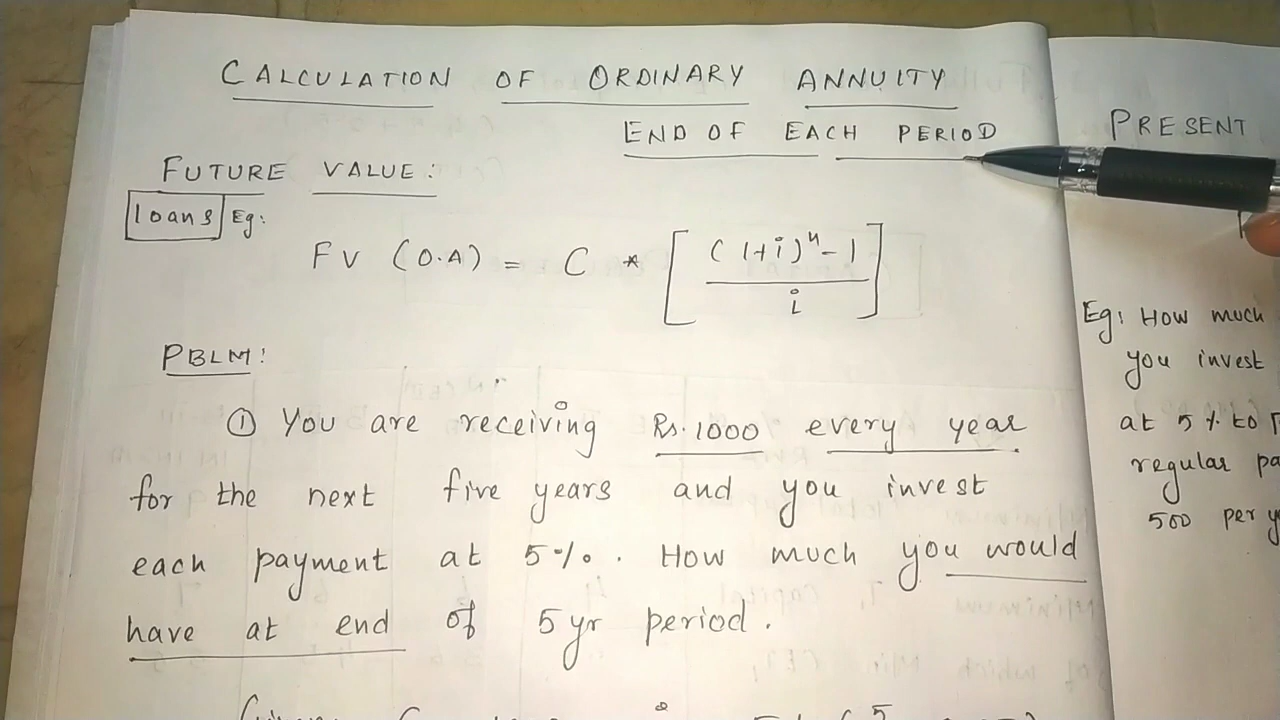 CALCULATION OF ORDINARY ANNUITY
END OF EACH PERIOD
FUTURE VALUE:
loans Eg:
FV (O.A) = C * [ (1+i)ⁿ - 1 / i ]
PBLM:
① You are receiving Rs.1000 every year
for the next five years and you invest
each payment at 5%. How much you would
have at end of 5 yr period.
PRESENT
Eg: How much
you invest
at 5% to
regular
500 per